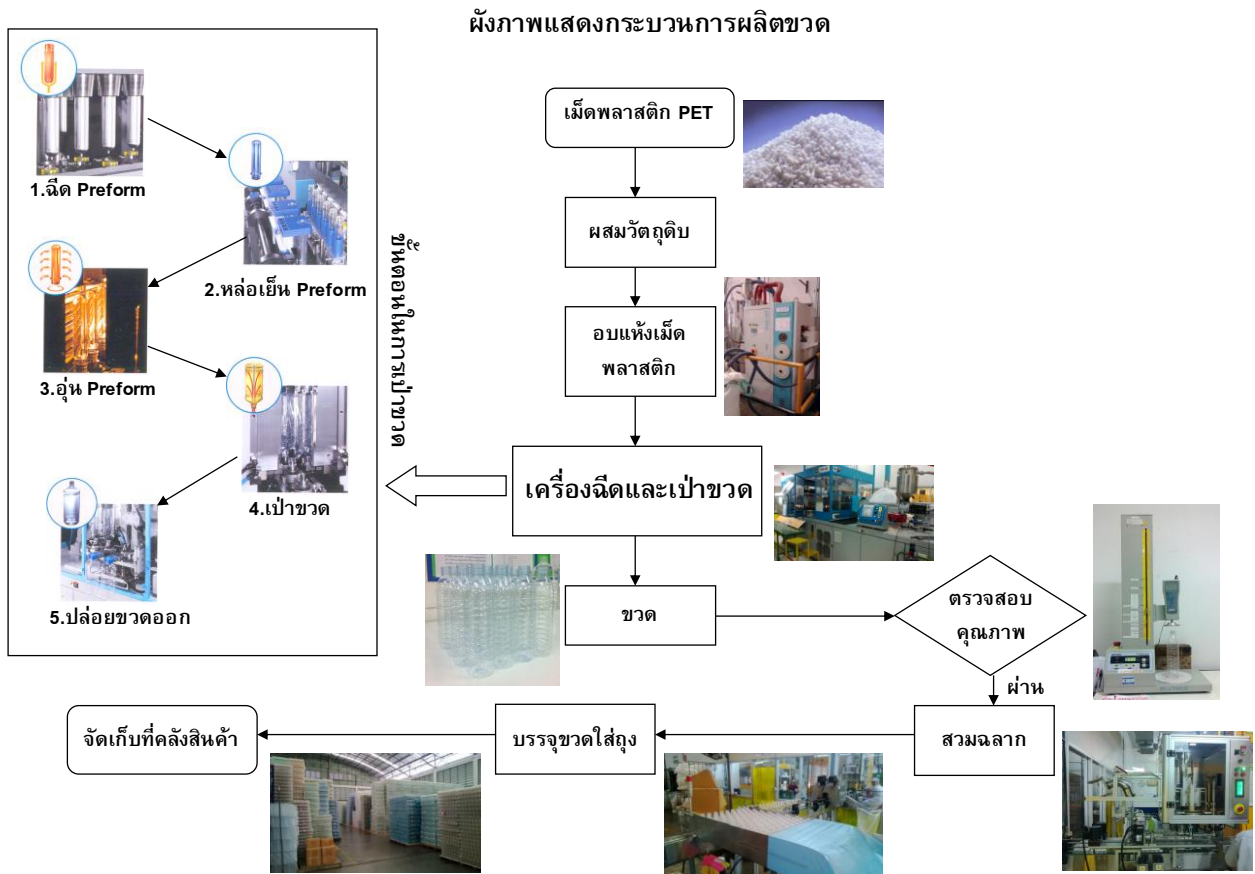 ผังภาพแสดงกระบวนการผลิตขวด
เม็ดพลาสติก PET
ผสมวัตถุดิบ
อบแห้งเม็ด
พลาสติก
เครื่องฉีดและเป่าขวด
ขั้นตอนในการเป่าขวด
1.ฉีด Preform
2.หล่อเย็น Preform
3.อุ่น Preform
4.เป่าขวด
5.ปล่อยขวดออก
ขวด
ตรวจสอบ
คุณภาพ
ผ่าน
สวมฉลาก
บรรจุขวดใส่ถุง
จัดเก็บที่คลังสินค้า